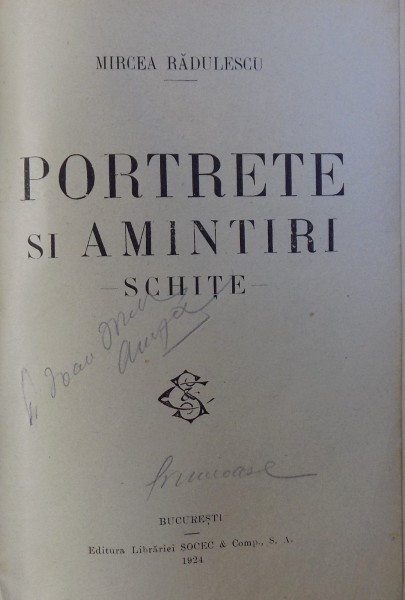 MIRCEA RĂDULESCU
PORTRETE
SI AMINTIRI
—SCHIȚE—
BUCUREȘTI
Editura Librăriei SOCEC & Comp., S. A.
1924